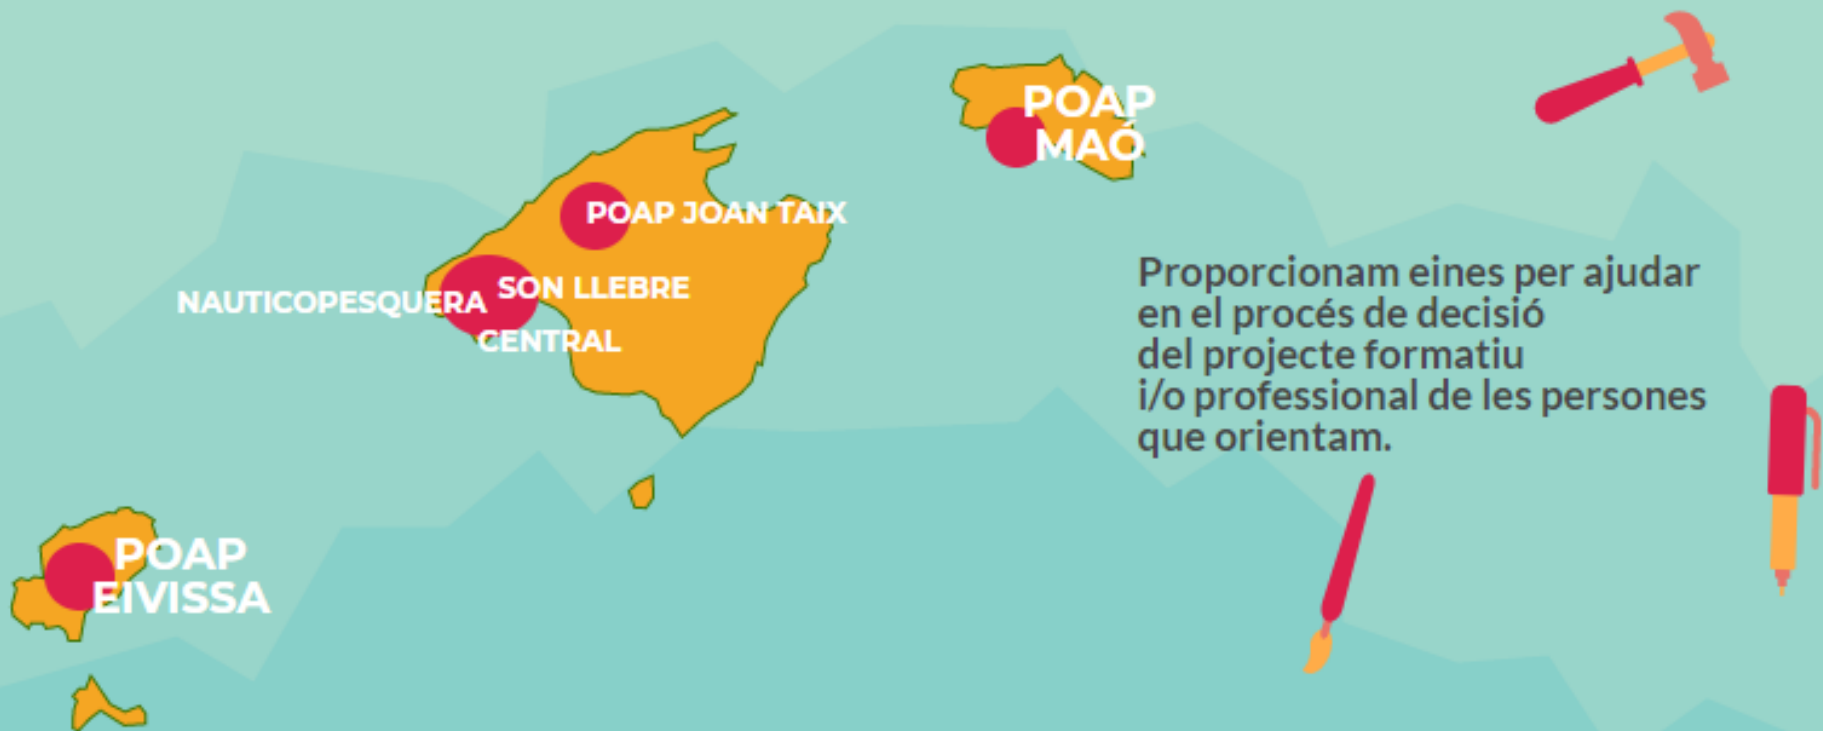 POAP
MAÓ
POAP JOAN TAIX
SON LLEBRE
NAUTICOPESQUERA
CENTRAL
Proporcionam eines per ajudar
en el procés de decisió
del projecte formatiu
i/o professional de les persones
que orientam.
POAP
EIVISSA